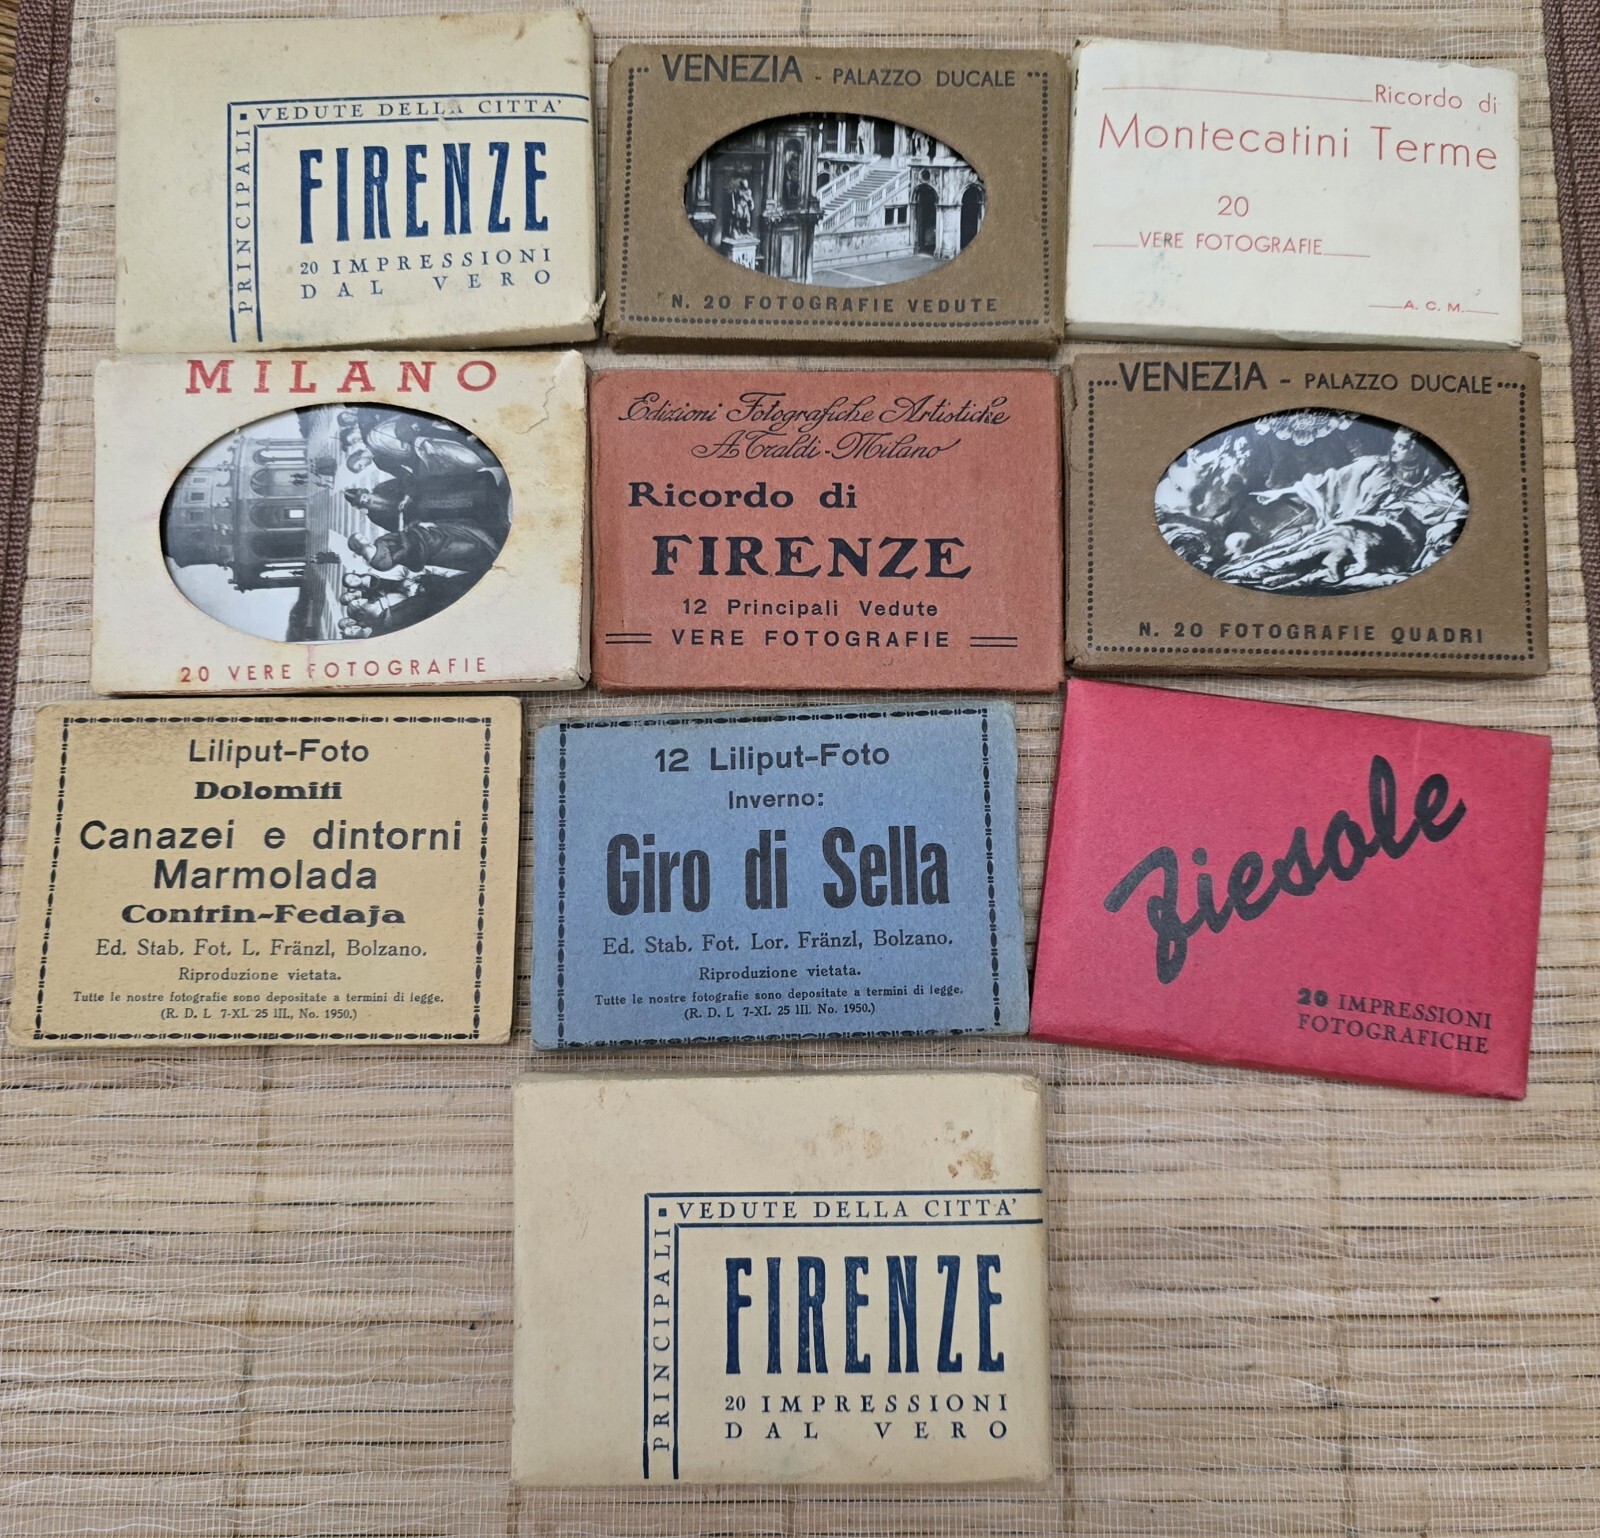 VEDUTE DELLA CITTA'
PRINCIPALI
FIRENZE
20 IMPRESSIONI
DAL VERO
VENEZIA - PALAZZO DUCALE
N. 20 FOTOGRAFIE VEDUTE
Ricordo di
Montecatini Terme
20
VERE FOTOGRAFIE
A. C. M.
MILANO
20 VERE FOTOGRAFIE
Edizioni Fotografiche Artistiche
A. Traldi - Milano
Ricordo di
FIRENZE
12 Principali Vedute
VERE FOTOGRAFIE
VENEZIA - PALAZZO DUCALE
N. 20 FOTOGRAFIE QUADRI
Liliput-Foto
Dolomiti
Canazei e dintorni
Marmolada
Contrin-Fedaja
Ed. Stab. Fot. L. Fränzl, Bolzano.
Riproduzione vietata.
Tutte le nostre fotografie sono depositate a termini di legge.
(R. D. L 7-XI. 25 III., No. 1950.)
12 Liliput-Foto
Inverno:
Giro di Sella
Ed. Stab. Fot. Lor. Fränzl, Bolzano.
Riproduzione vietata.
Tutte le nostre fotografie sono depositate a termini di legge.
(R. D. L 7-XI. 25 III. No. 1950.)
Fiesole
20 IMPRESSIONI
FOTOGRAFICHE
VEDUTE DELLA CITTA'
PRINCIPALI
FIRENZE
20 IMPRESSIONI
DAL VERO